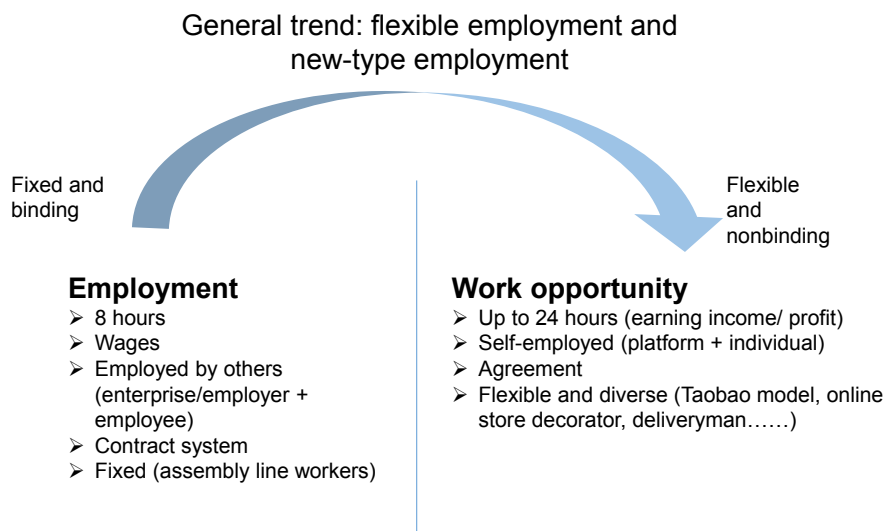 General trend: flexible employment and
new-type employment
Fixed and
binding
Flexible
and
nonbinding
Employment
➢ 8 hours
➢ Wages
➢ Employed by others
(enterprise/employer +
employee)
➢ Contract system
➢ Fixed (assembly line workers)
Work opportunity
➢ Up to 24 hours (earning income/ profit)
➢ Self-employed (platform + individual)
➢ Agreement
➢ Flexible and diverse (Taobao model, online
store decorator, deliveryman……)